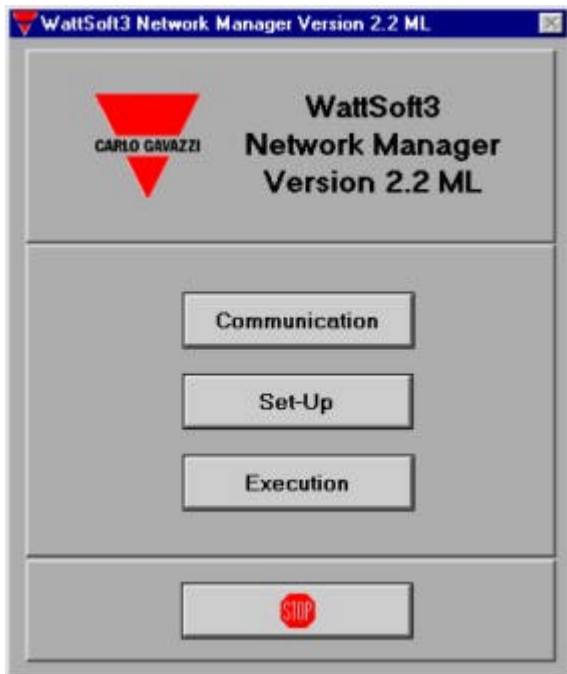 WattSoft3 Network Manager Version 2.2 ML
CARLO GAVAZZI
WattSoft3
Network Manager
Version 2.2 ML
Communication
Set-Up
Execution
STOP